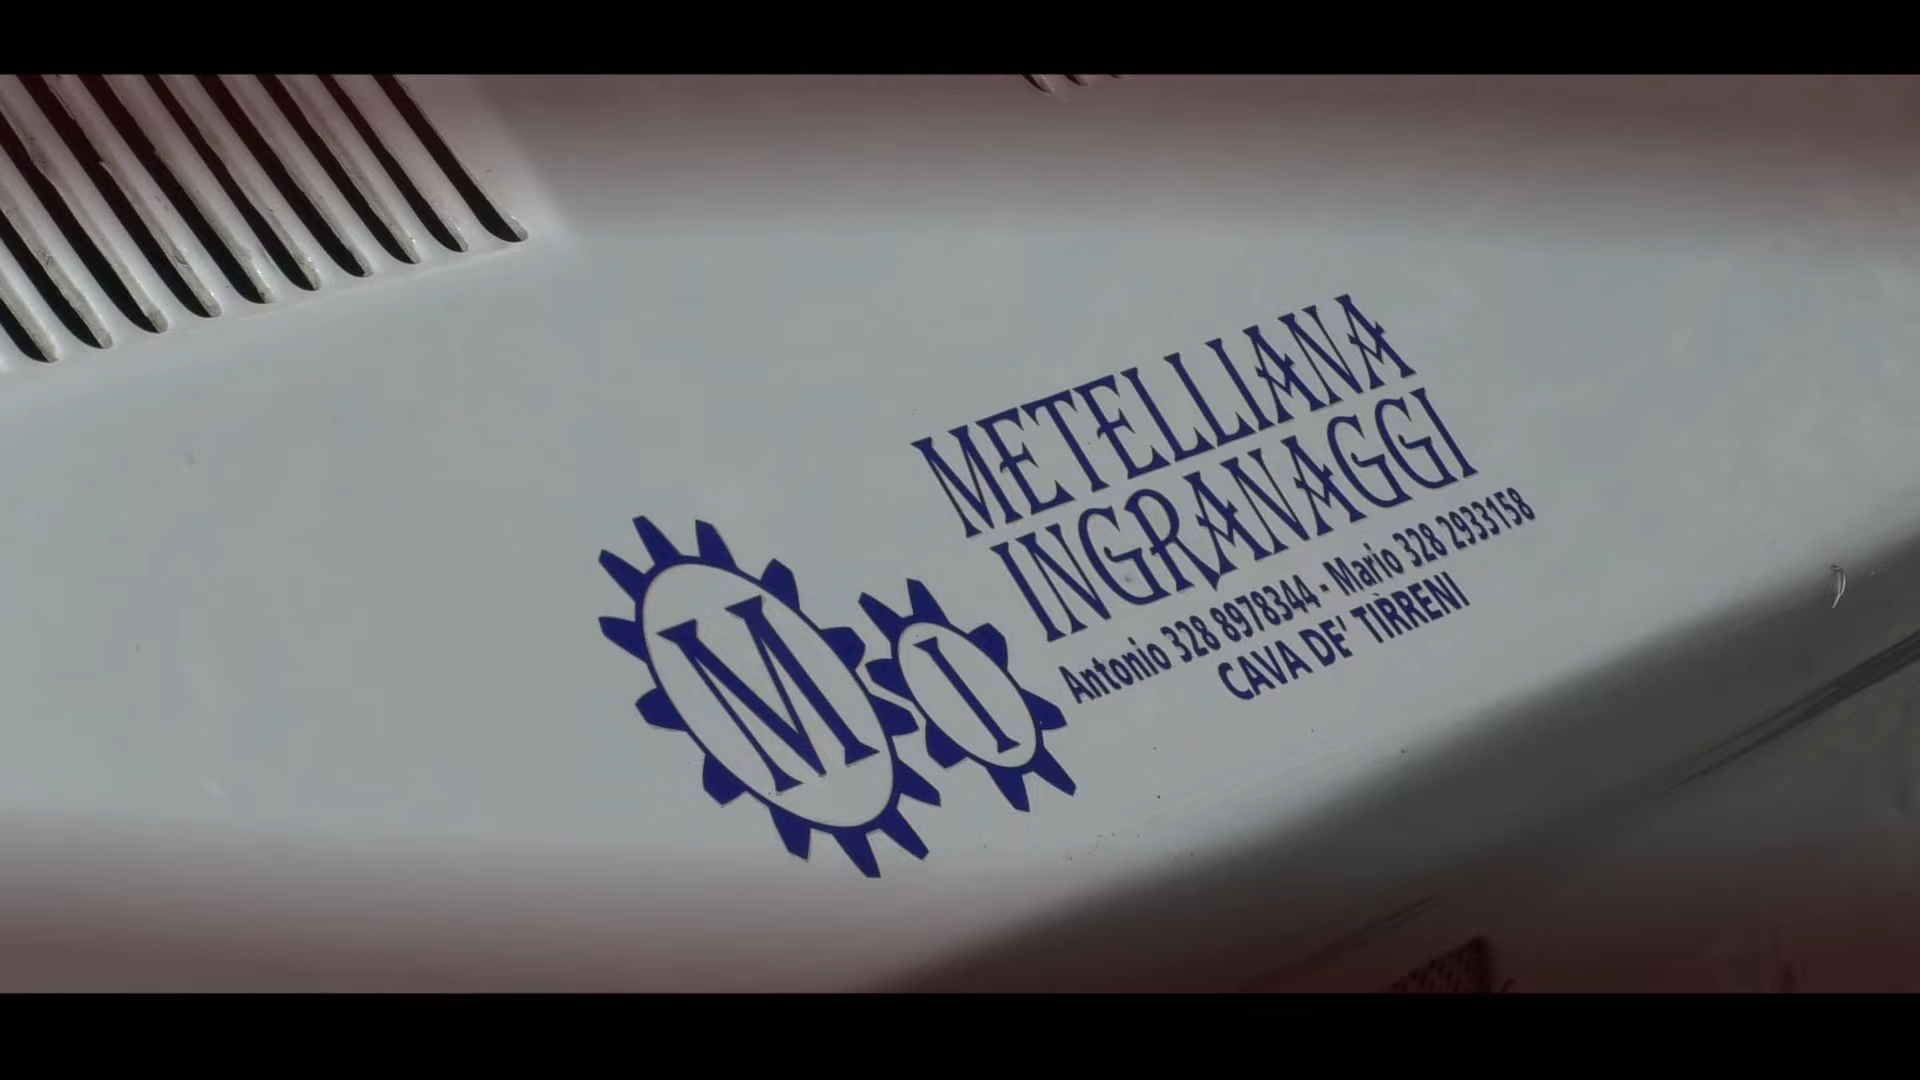 METELLIANA
INGRANAGGI
Antonio 328 8978344 - Mario 328 2933158
CAVA DE' TIRRENI
M I